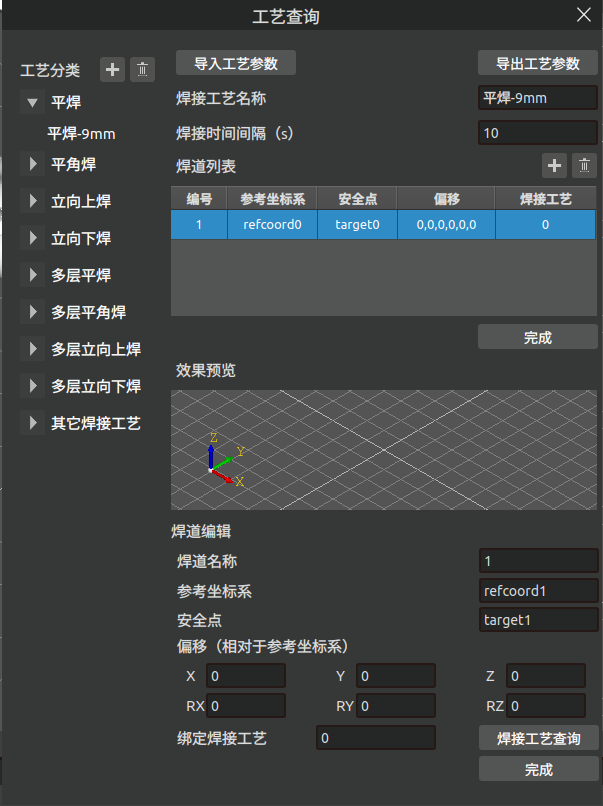 工艺查询
工艺分类
平焊
平焊-9mm
平角焊
立向上焊
立向下焊
多层平焊
多层平角焊
多层立向上焊
多层立向下焊
其它焊接工艺
导入工艺参数 导出工艺参数
焊接工艺名称 平焊-9mm
焊接时间间隔（s） 10
焊道列表
编号 参考坐标系 安全点 偏移 焊接工艺
1 refcoord0 target0 0,0,0,0,0,0 0
完成
效果预览
Z
Y
X
焊道编辑
焊道名称 1
参考坐标系 refcoord1
安全点 target1
偏移（相对于参考坐标系）
X 0 Y 0 Z 0
RX 0 RY 0 RZ 0
绑定焊接工艺 0 焊接工艺查询
完成